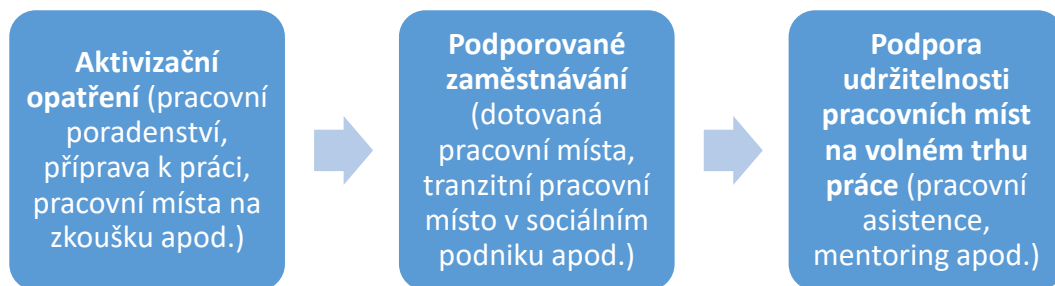 Aktivizační
opatření (pracovní
poradenství,
příprava k práci,
pracovní místa na
zkoušku apod.)
Podporované
zaměstnávání
(dotovaná
pracovní místa,
tranzitní pracovní
místo v sociálním
podniku apod.)
Podpora
udržitelnosti
pracovních míst
na volném trhu
práce (pracovní
asistence,
mentoring apod.)